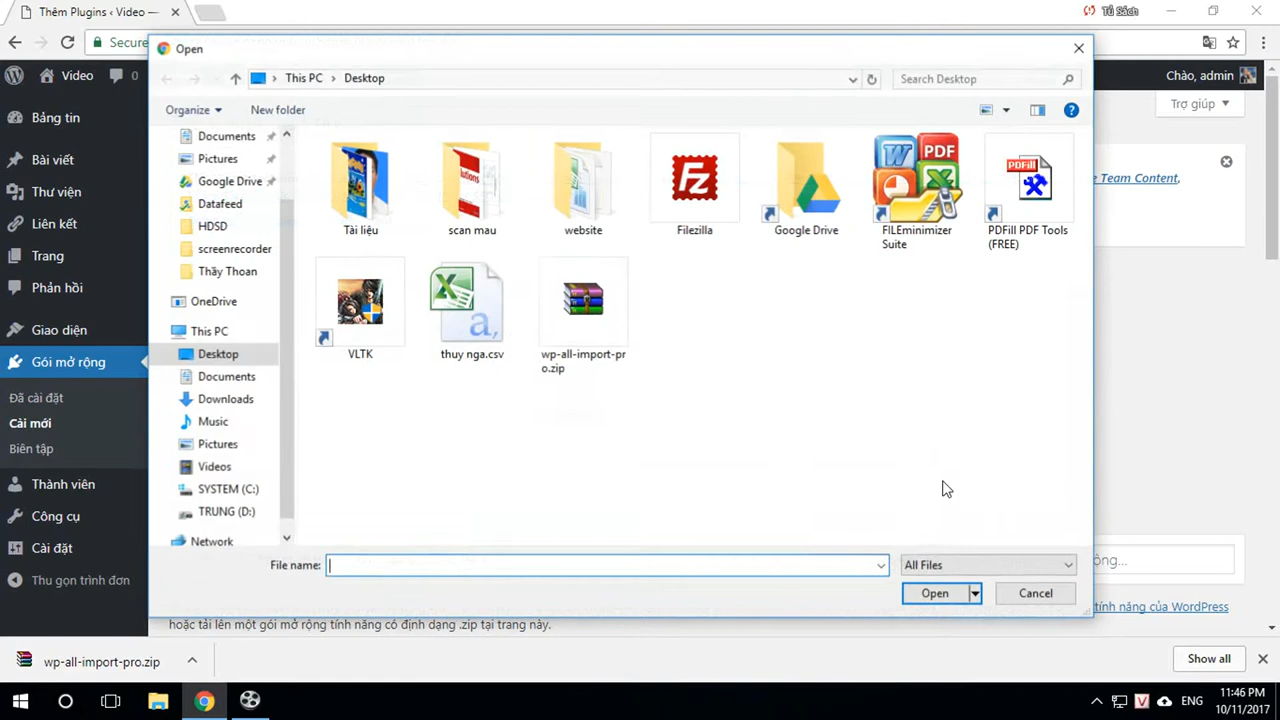 Thêm Plugins ‹ Video —
Tủ Sách
Secure
Video
0
Chào, admin
Trợ giúp
Bảng tin
Bài viết
Thư viện
Liên kết
Trang
Phản hồi
Giao diện
Gói mở rộng
Đã cài đặt
Cài mới
Biên tập
Thành viên
Công cụ
Cài đặt
Thu gọn trình đơn
e Team Content,
ộng...
tính năng của WordPress
hoặc tải lên một gói mở rộng tính năng có định dạng .zip tại trang này.
Open
This PC
Desktop
Search Desktop
Organize
New folder
Documents
Pictures
Google Drive
Datafeed
HDSD
screenrecorder
Thầy Thoan
OneDrive
This PC
Desktop
Documents
Downloads
Music
Pictures
Videos
SYSTEM (C:)
TRUNG (D:)
Network
Tài liệu
scan mau
website
Filezilla
Google Drive
FILEminimizer
Suite
PDFill PDF Tools
(FREE)
VLTK
thuy nga.csv
wp-all-import-pr
o.zip
File name:
All Files
Open
Cancel
wp-all-import-pro.zip
Show all
ENG
11:46 PM
10/11/2017